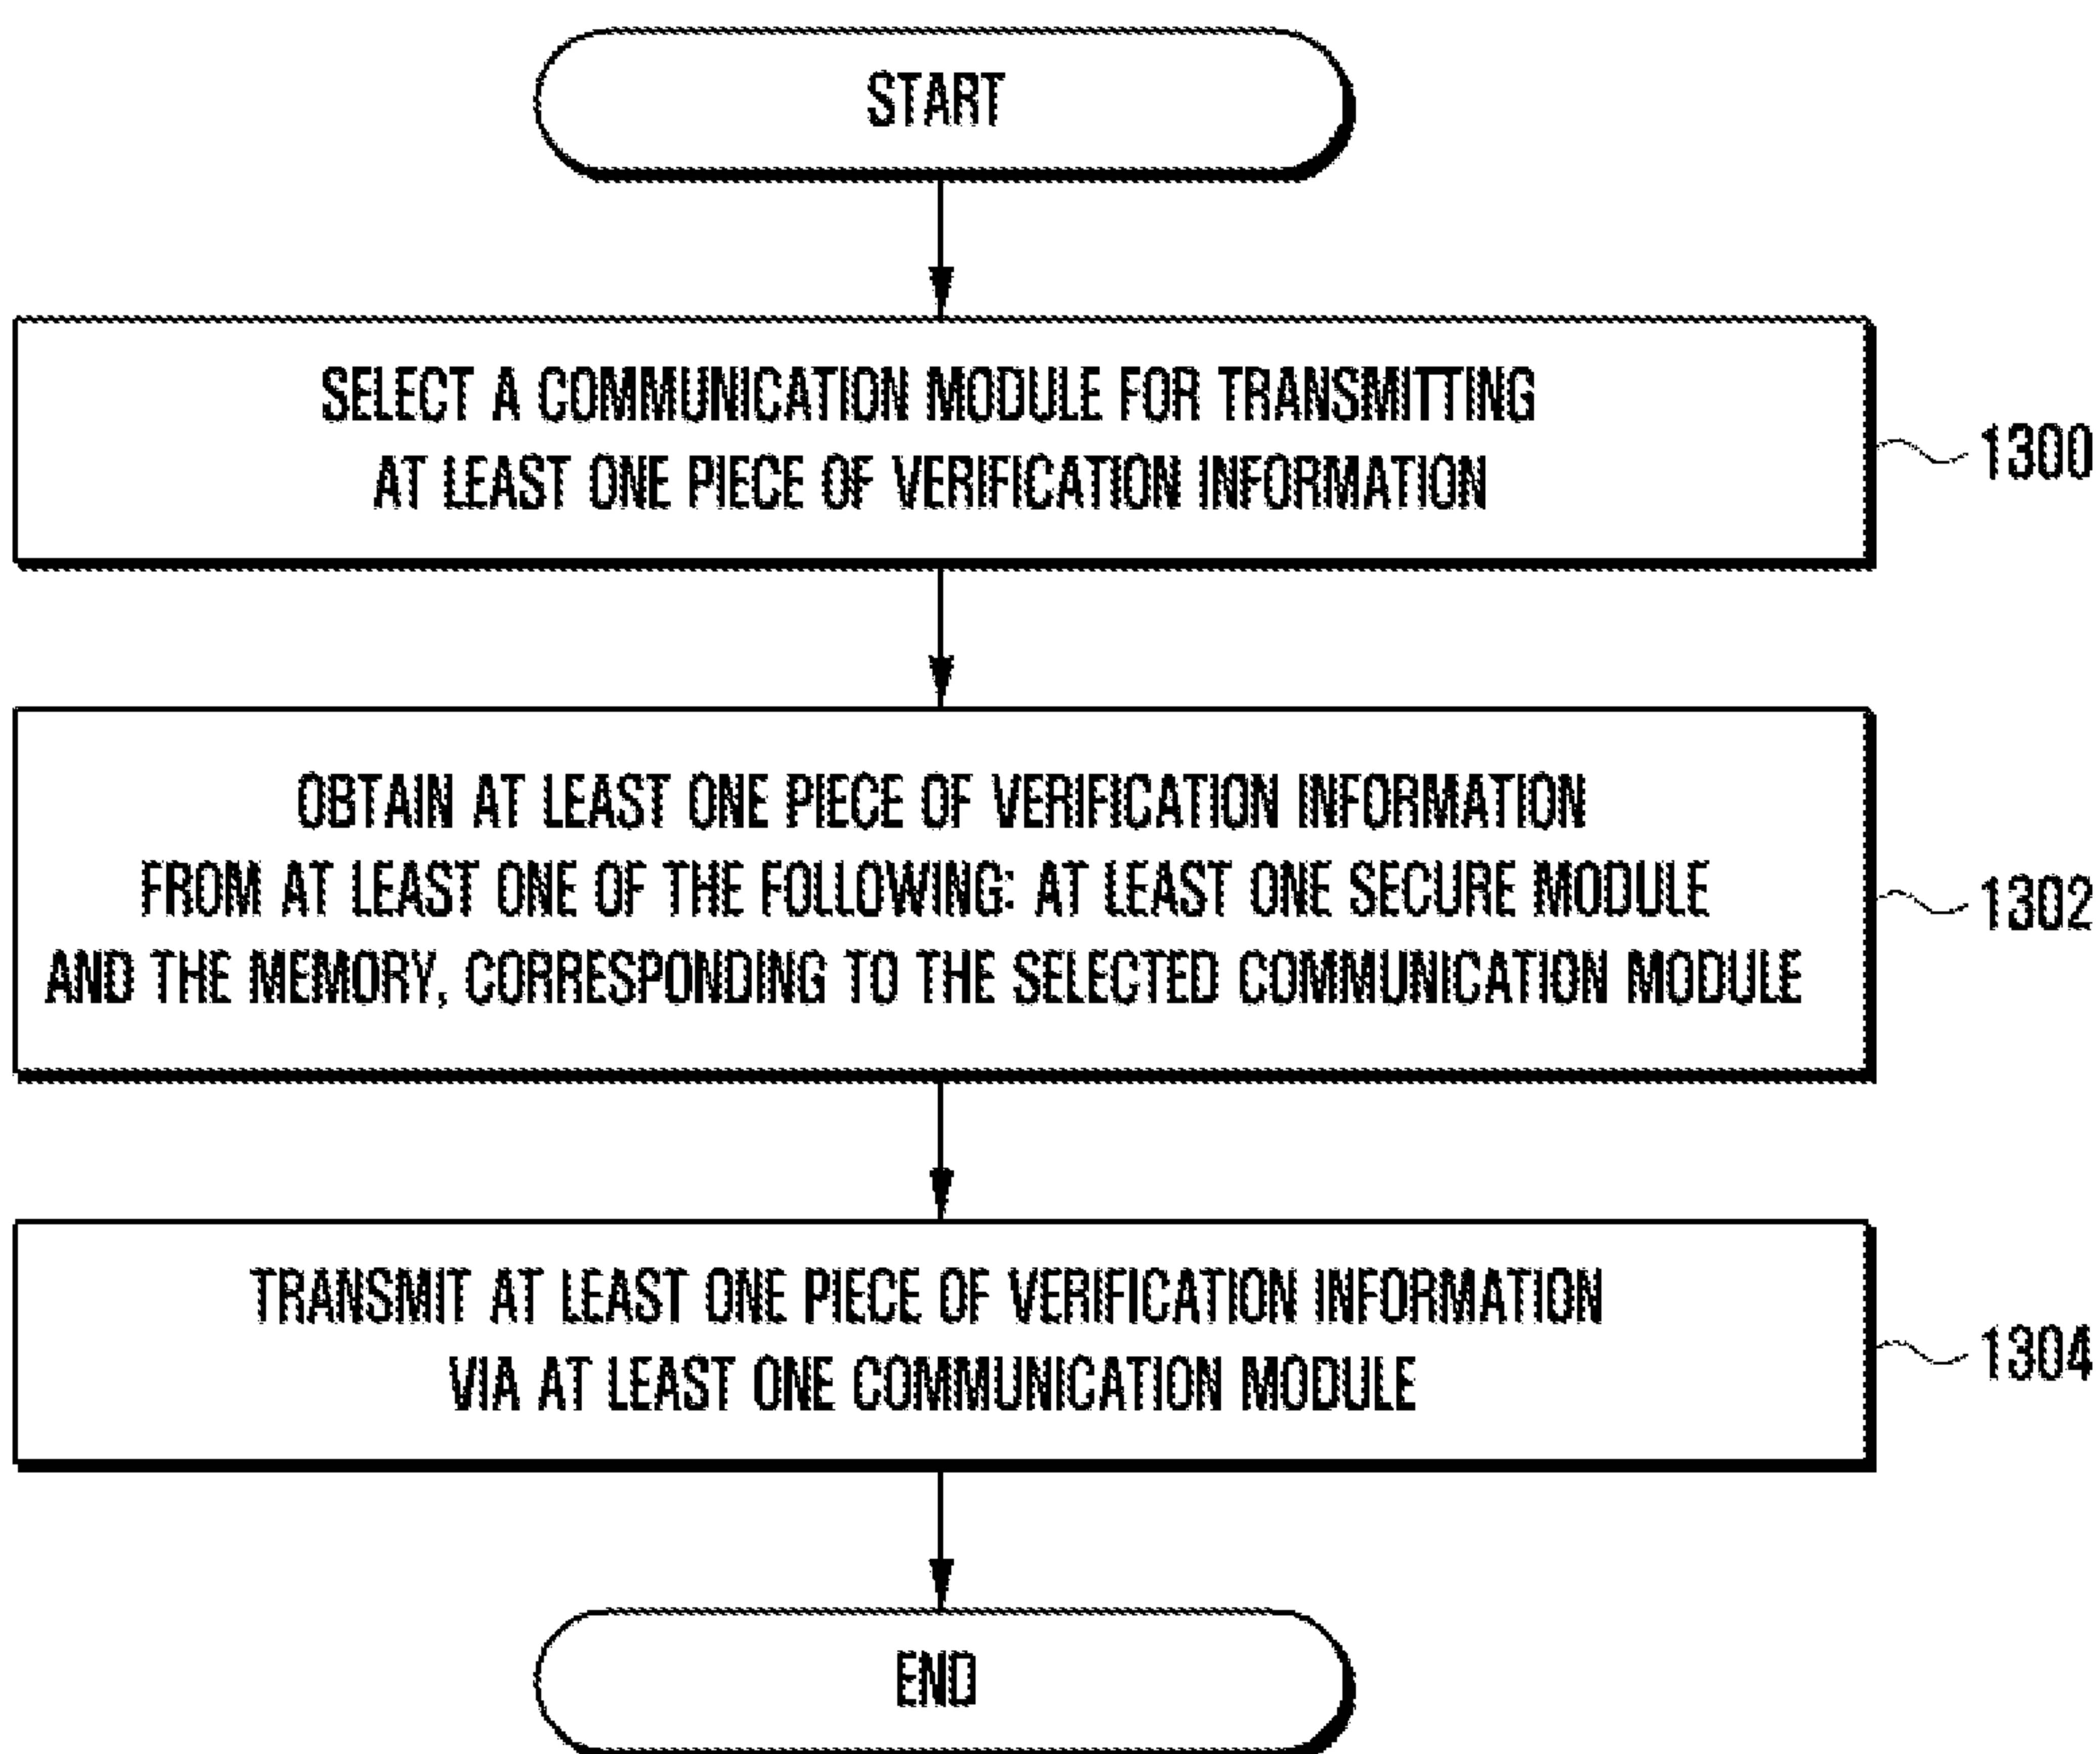 START
SELECT A COMMUNICATION MODULE FOR TRANSMITTING
AT LEAST ONE PIECE OF VERIFICATION INFORMATION
1300
OBTAIN AT LEAST ONE PIECE OF VERIFICATION INFORMATION
FROM AT LEAST ONE OF THE FOLLOWING: AT LEAST ONE SECURE MODULE
AND THE MEMORY, CORRESPONDING TO THE SELECTED COMMUNICATION MODULE
1302
TRANSMIT AT LEAST ONE PIECE OF VERIFICATION INFORMATION
VIA AT LEAST ONE COMMUNICATION MODULE
1304
END